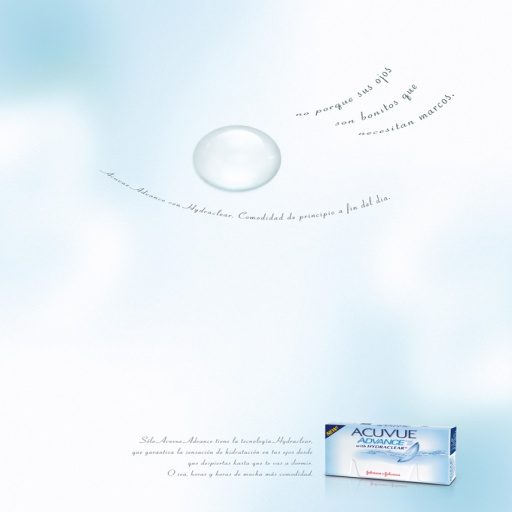 no porque sus ojos
son bonitos que
necesitan marcos.
Acuvue Advance con Hydraclear. Comodidad de principio a fin del día.
Sólo Acuvue Advance tiene la tecnología Hydraclear,
que garantiza la sensación de hidratación en tus ojos desde
que despiertas hasta que te vas a dormir.
O sea, horas y horas de mucha más comodidad.
NEW!
ACUVUE
ADVANCE
with HYDRACLEAR
Johnson & Johnson